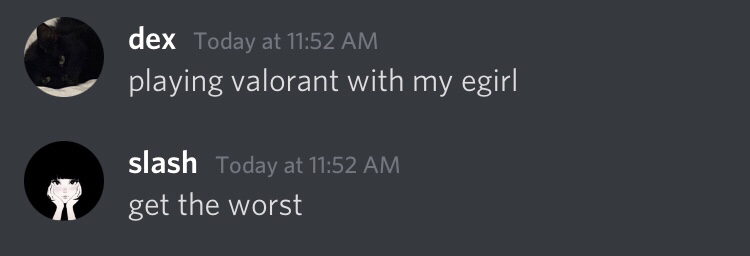 dex Today at 11:52 AM
playing valorant with my egirl
slash Today at 11:52 AM
get the worst